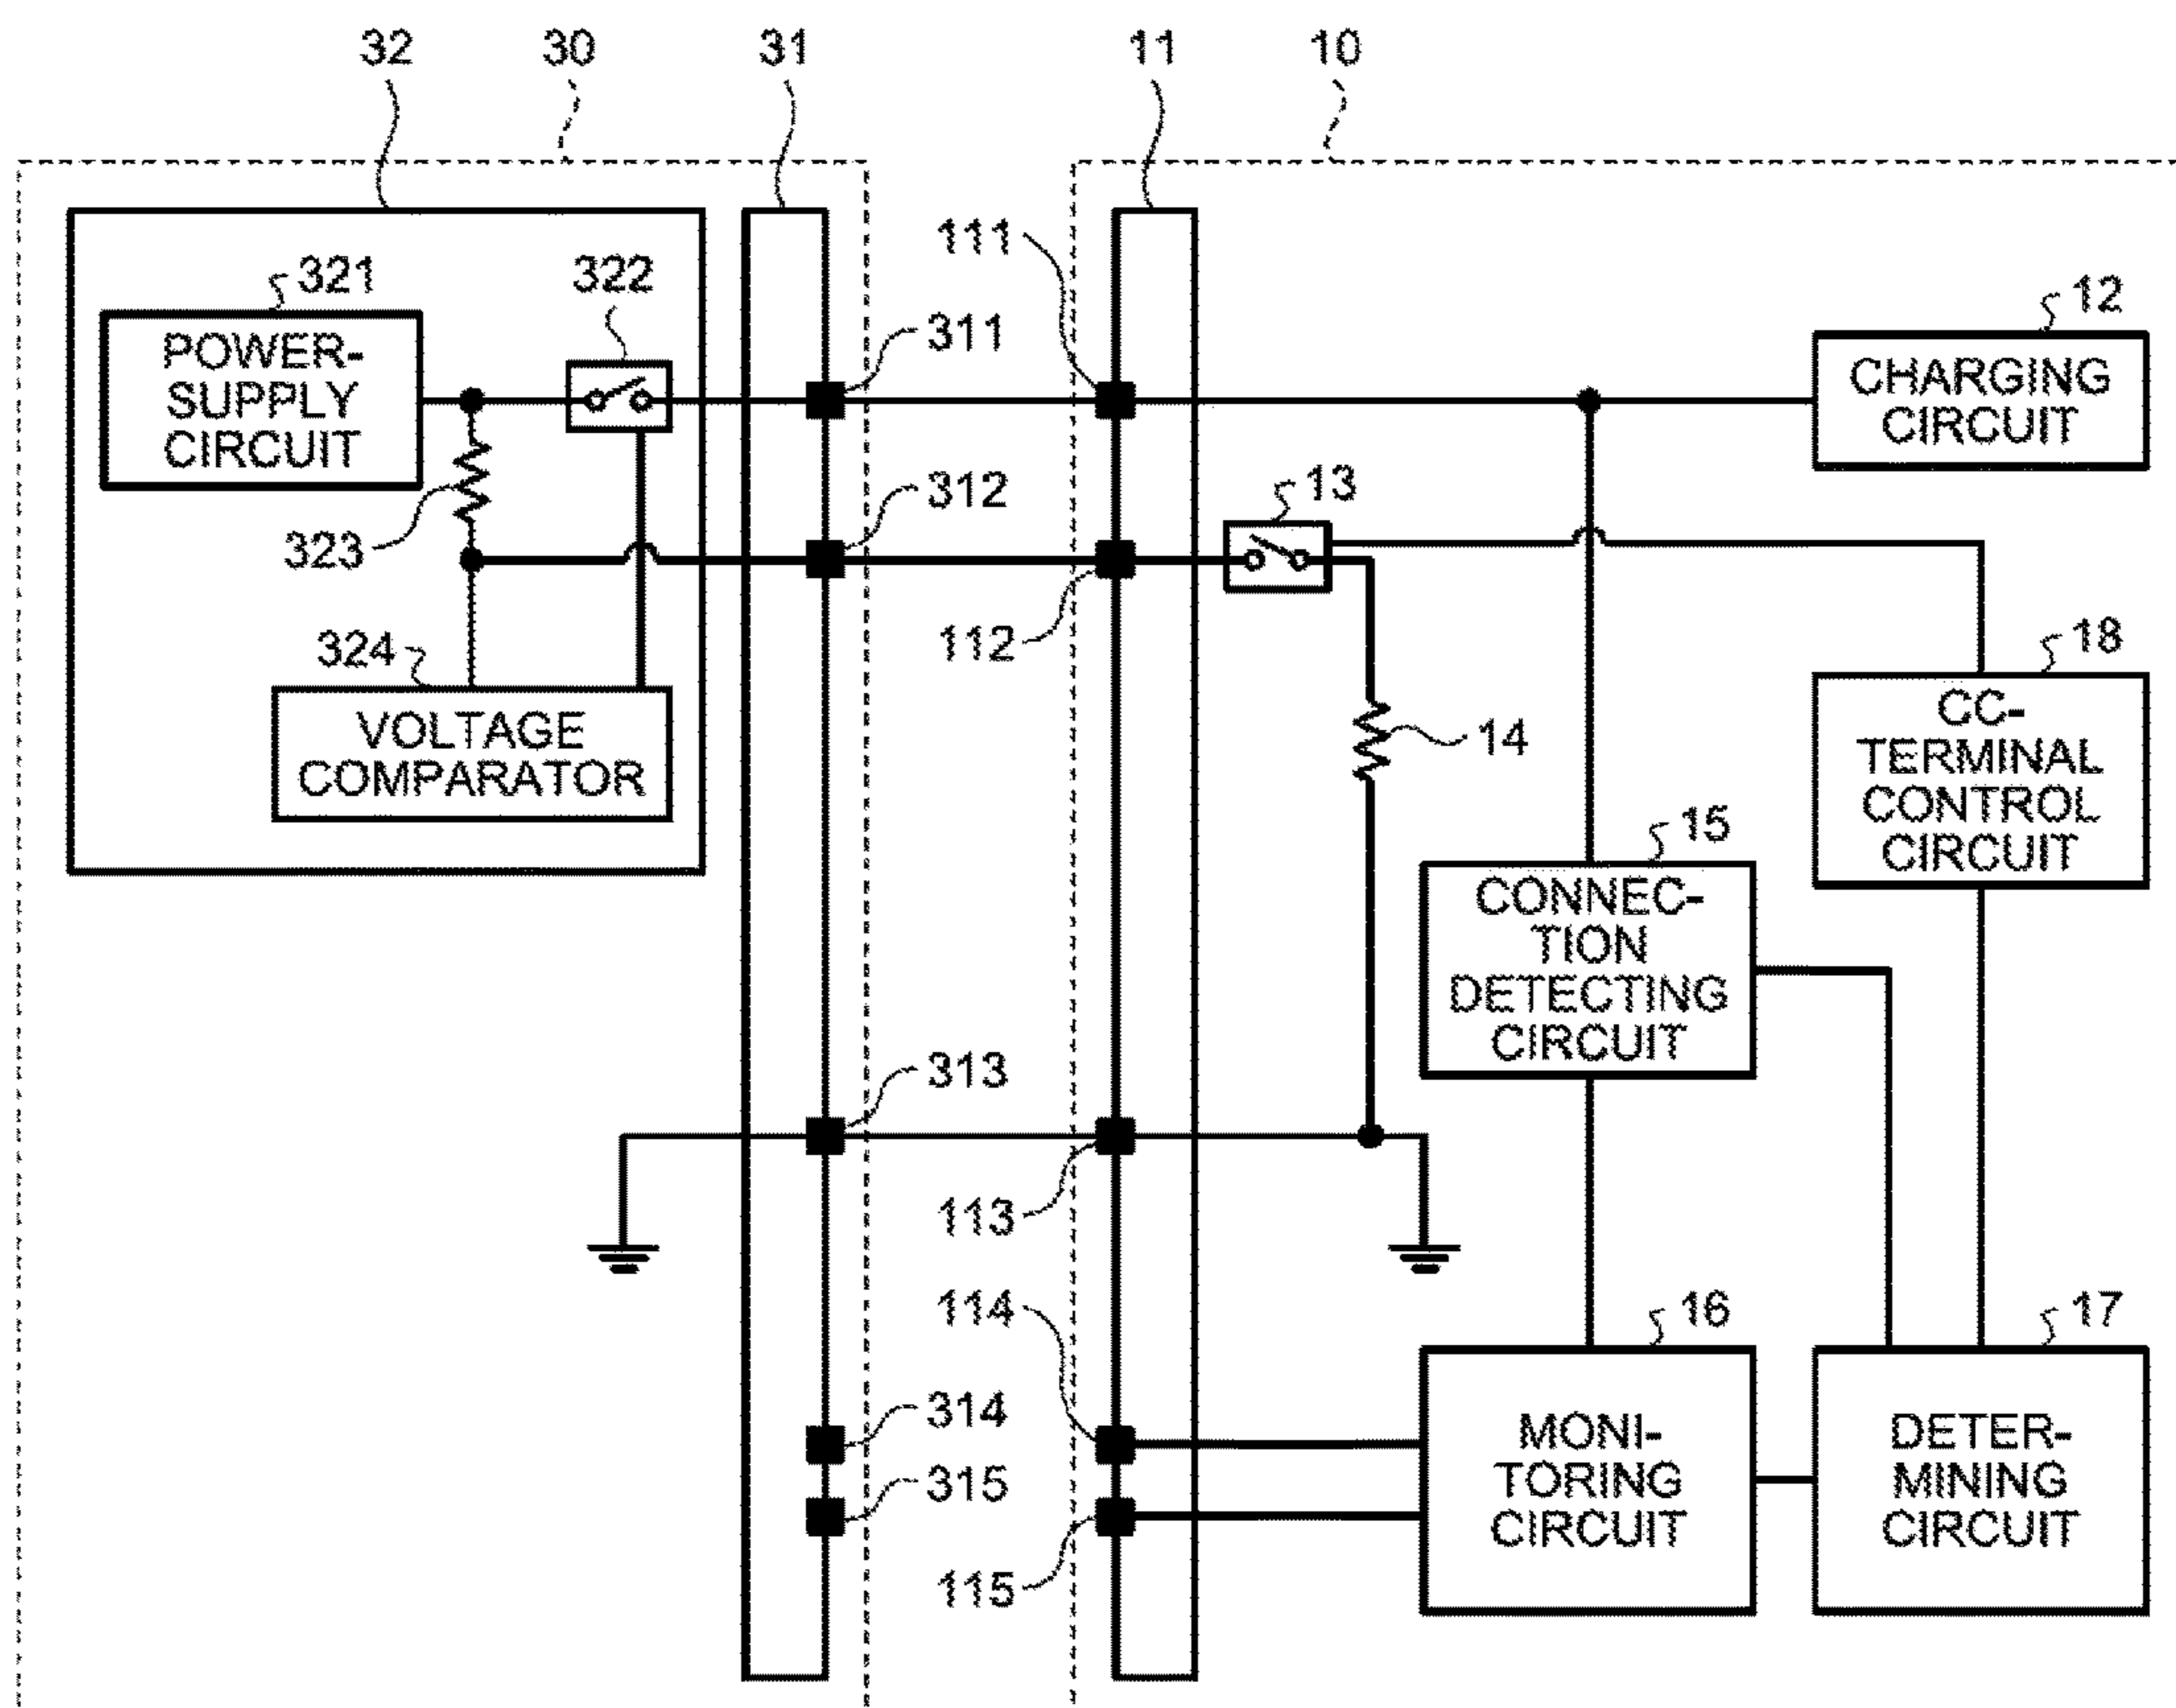 32
30
31
11
10
321
322
111
311
12
POWER-
SUPPLY
CIRCUIT
CHARGING
CIRCUIT
312
13
323
324
112
18
VOLTAGE
COMPARATOR
14
CC-
TERMINAL
CONTROL
CIRCUIT
15
CONNEC-
TION
DETECTING
CIRCUIT
313
113
114
16
17
314
315
MONI-
TORING
CIRCUIT
DETER-
MINING
CIRCUIT
115